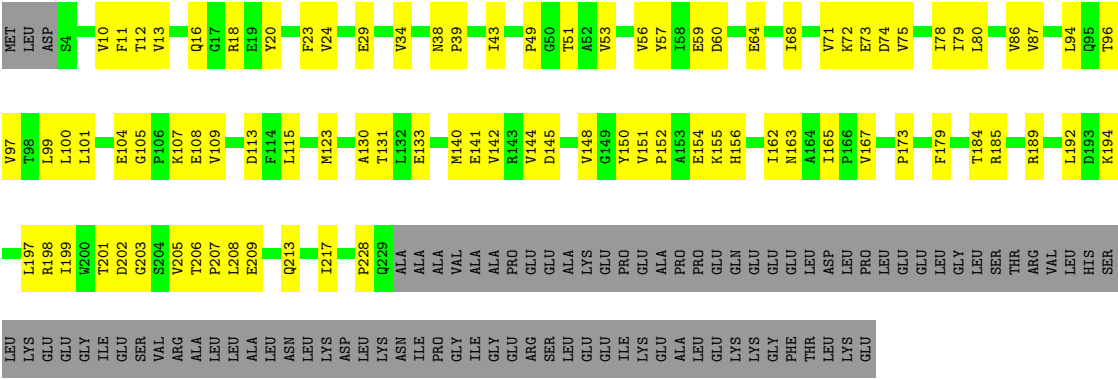 MET LEU ASP S4 V10 F11 T12 V13 Q16 G17 R18 E19 Y20 F23 V24 E29 V34 N38 P39 I43 P49 G50 T51 A52 V53 V56 Y57 I58 E59 D60 E64 I68 V71 K72 E73 D74 V75 I78 I79 L80 V86 V87 L94 Q95 T96
V97 T98 L99 L100 L101 E104 G105 P106 K107 E108 V109 D113 F114 L115 M123 A130 T131 L132 E133 M140 E141 V142 R143 V144 D145 V148 G149 Y150 V151 P152 A153 E154 K155 H156 I162 N163 A164 I165 P166 V167 P173 F179 T184 R185 R189 L192 D193 K194
L197 R198 I199 W200 T201 D202 G203 S204 V205 T206 P207 L208 E209 Q213 I217 P228 Q229 ALA ILE ALA ALA VAL ALA ALA PRO GLU GLU ALA LYS GLU ILE PRO GLU ALA PRO PRO GLU GLN GLU GLU GLU LEU ASP LEU PRO LEU GLU GLU LEU GLY LEU SER THR ARG VAL LEU HIS SER
LEU LYS GLU GLU GLY ILE GLU SER VAL ARG ALA LEU LEU ALA LEU ASN LEU LYS ASP LEU LYS ASN ILE PRO GLY ILE GLY GLU ARG SER LEU GLU GLU ILE LYS GLU ALA LEU GLU LYS LYS GLY PHE THR LEU LYS GLU